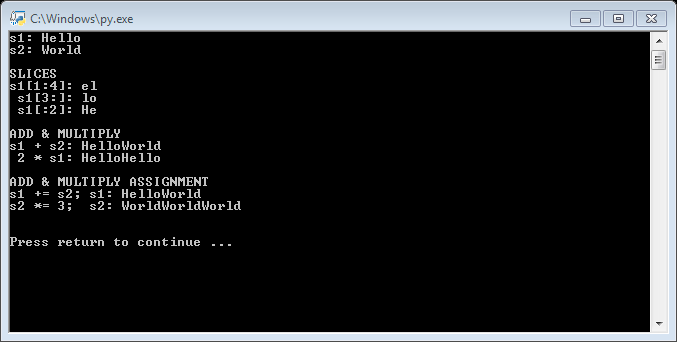 C:\Windows\py.exe
s1: Hello
s2: World
SLICES
s1[1:4]: el
s1[3:]: lo
s1[:2]: He
ADD & MULTIPLY
s1 + s2: HelloWorld
2 * s1: HelloHello
ADD & MULTIPLY ASSIGNMENT
s1 += s2; s1: HelloWorld
s2 *= 3;  s2: WorldWorldWorld
Press return to continue ...